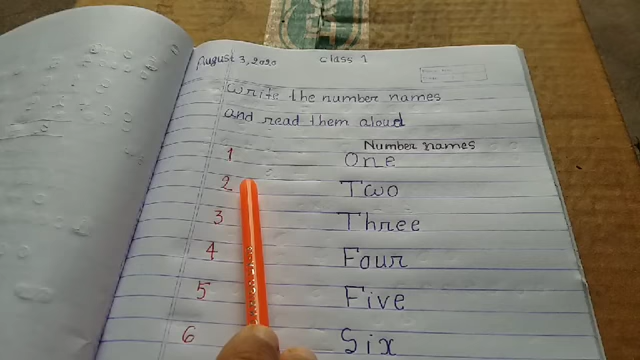 August 3, 2020 Class 1
Write the number names
and read them aloud
Number names
1 One
2 Two
3 Three
4 Four
5 Five
6 Six